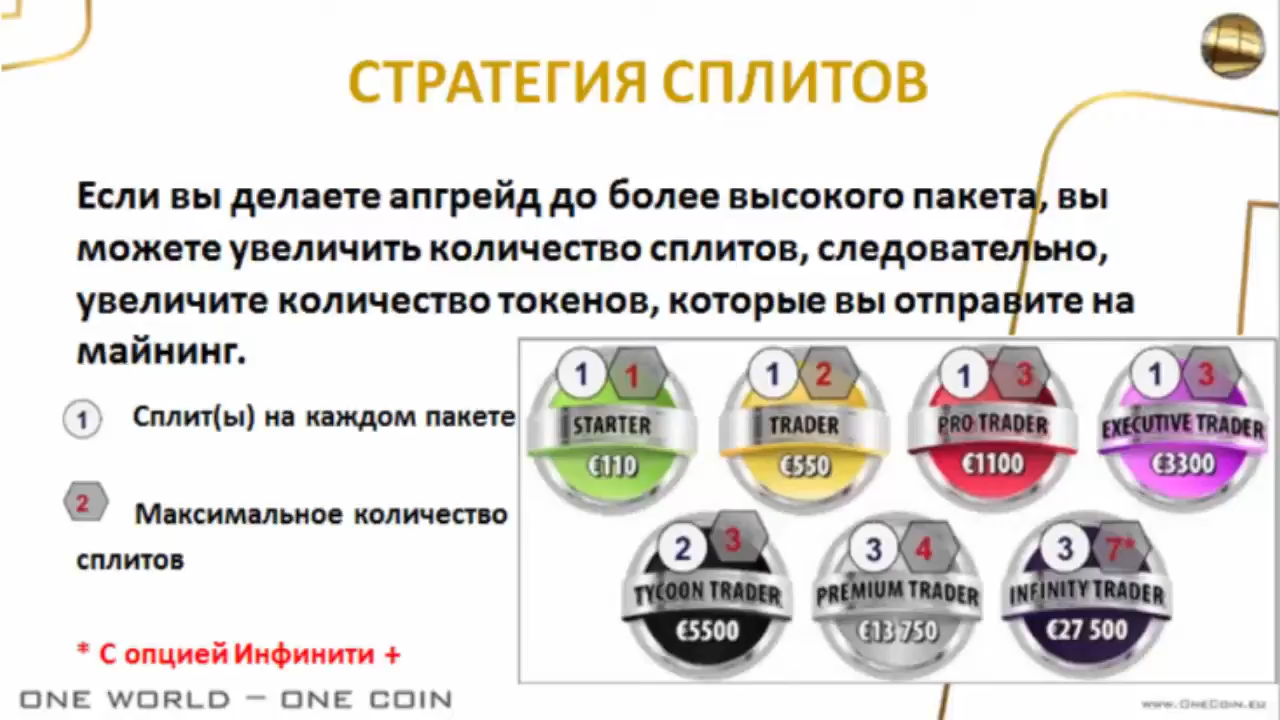 СТРАТЕГИЯ СПЛИТОВ
Если вы делаете апгрейд до более высокого пакета, вы
можете увеличить количество сплитов, следовательно,
увеличите количество токенов, которые вы отправите на
майнинг.
1 Сплит(ы) на каждом пакете
2 Максимальное количество
сплитов
* С опцией Инфинити +
1 1 1 2 1 3 1 3
STARTER TRADER PRO TRADER EXECUTIVE TRADER
€110 €550 €1100 €3300
2 3 3 4 3 7*
TYCOON TRADER PREMIUM TRADER INFINITY TRADER
€5500 €13 750 €27 500
ONE WORLD – ONE COIN
www.OneCoin.eu